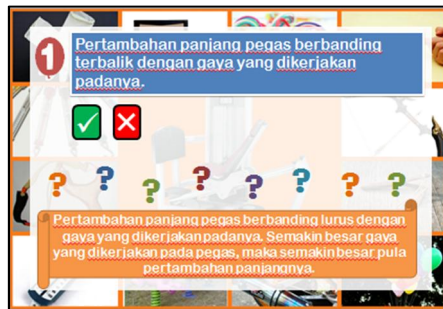 1
Pertambahan panjang pegas berbanding
terbalik dengan gaya yang dikerjakan
padanya.
? ? ? ? ? ? ? ?
Pertambahan panjang pegas berbanding lurus dengan
gaya yang dikerjakan padanya. Semakin besar gaya
yang dikerjakan pada pegas, maka semakin besar pula
pertambahan panjangnya.